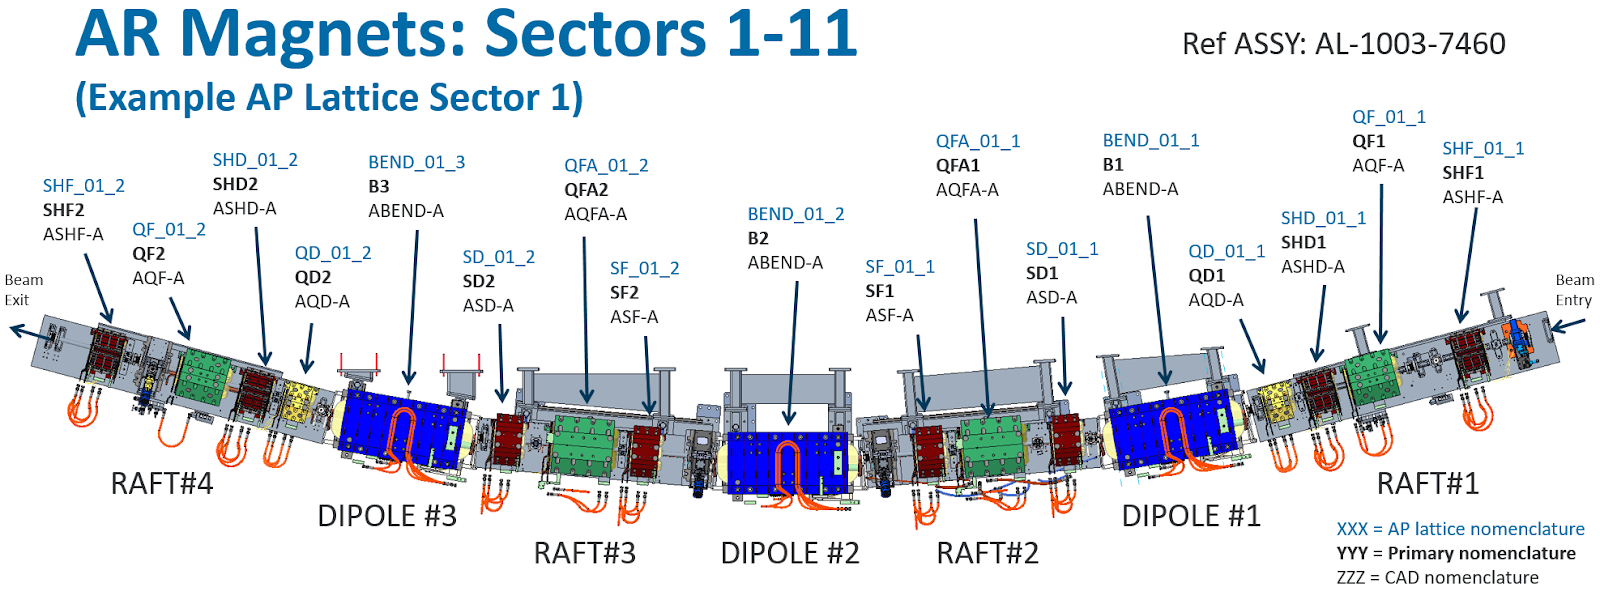 AR Magnets: Sectors 1-11
(Example AP Lattice Sector 1)
Ref ASSY: AL-1003-7460
Beam
Exit
SHF_01_2
SHF2
ASHF-A
QF_01_2
QF2
AQF-A
SHD_01_2
SHD2
ASHD-A
QD_01_2
QD2
AQD-A
BEND_01_3
B3
ABEND-A
SD_01_2
SD2
ASD-A
QFA_01_2
QFA2
AQFA-A
SF_01_2
SF2
ASF-A
BEND_01_2
B2
ABEND-A
SF_01_1
SF1
ASF-A
QFA_01_1
QFA1
AQFA-A
SD_01_1
SD1
ASD-A
BEND_01_1
B1
ABEND-A
QD_01_1
QD1
AQD-A
SHD_01_1
SHD1
ASHD-A
QF_01_1
QF1
AQF-A
SHF_01_1
SHF1
ASHF-A
Beam
Entry
RAFT#4
DIPOLE #3
RAFT#3
DIPOLE #2
RAFT#2
DIPOLE #1
RAFT#1
XXX = AP lattice nomenclature
YYY = Primary nomenclature
ZZZ = CAD nomenclature